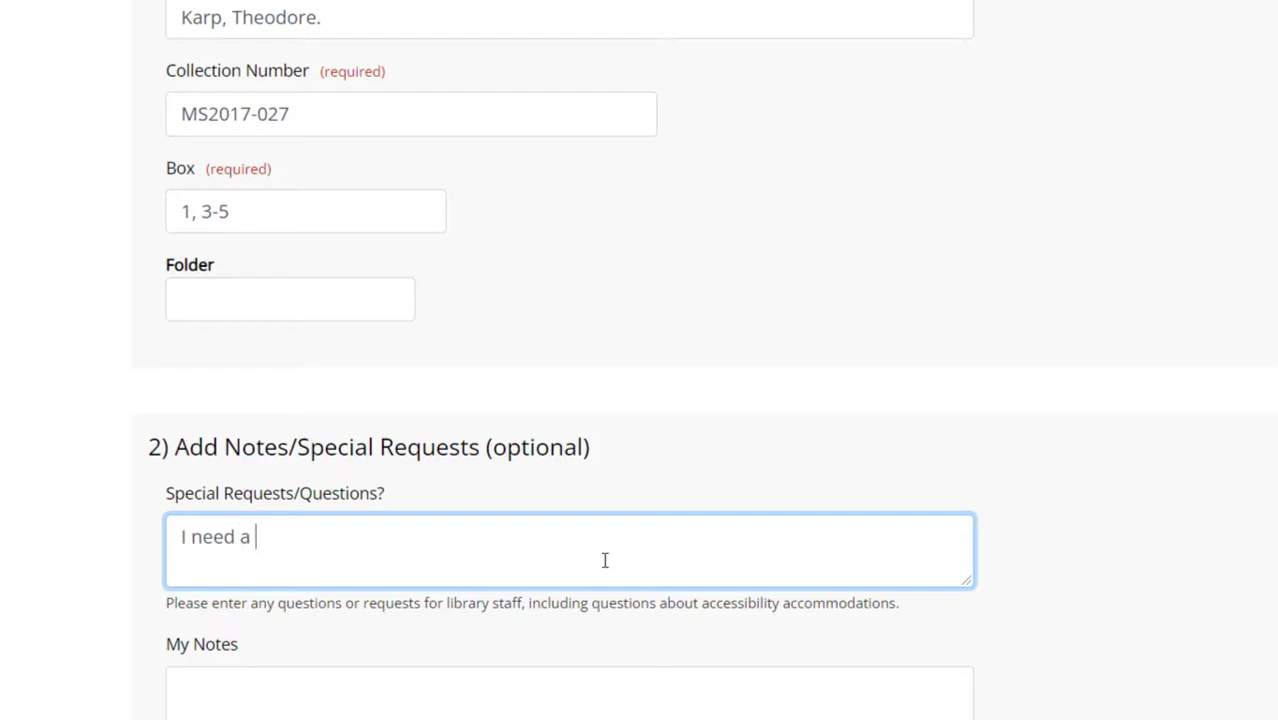 Karp, Theodore.
Collection Number (required)
MS2017-027
Box (required)
1, 3-5
Folder
2) Add Notes/Special Requests (optional)
Special Requests/Questions?
I need a
Please enter any questions or requests for library staff, including questions about accessibility accommodations.
My Notes